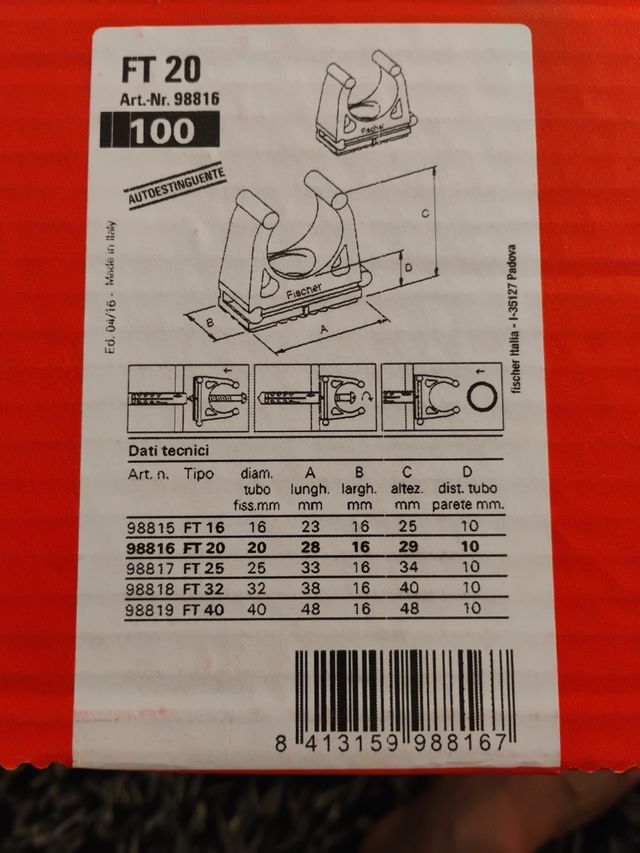 FT 20
Art.-Nr. 98816
100
AUTOESTINGUENTE
Ed. 04/16 - Made in Italy
Fischer
Fischer
A
B
C
D
fischer Italia - I-35127 Padova
Dati tecnici
Art. n. Tipo diam. A B C D
tubo lungh. largh. altez. dist. tubo
fiss.mm mm mm mm parete mm.
98815 FT 16 16 23 16 25 10
98816 FT 20 20 28 16 29 10
98817 FT 25 25 33 16 34 10
98818 FT 32 32 38 16 40 10
98819 FT 40 40 48 16 48 10
8 413159 988167